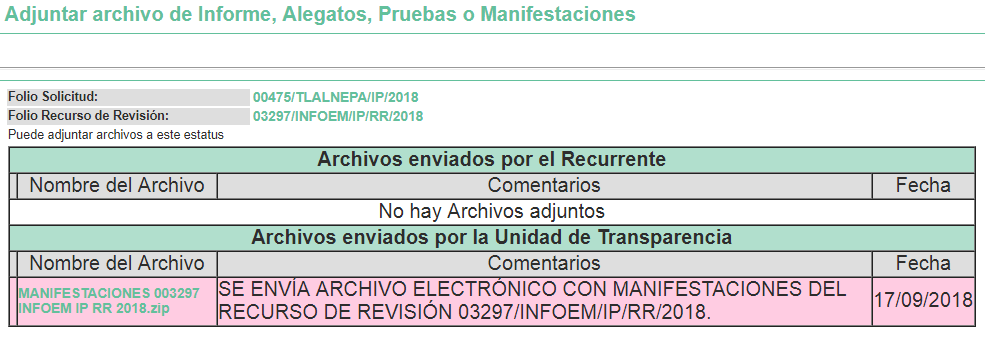 Adjuntar archivo de Informe, Alegatos, Pruebas o Manifestaciones
Folio Solicitud: 00475/TLALNEPA/IP/2018
Folio Recurso de Revisión: 03297/INFOEM/IP/RR/2018
Puede adjuntar archivos a este estatus
Archivos enviados por el Recurrente
Nombre del Archivo Comentarios Fecha
No hay Archivos adjuntos
Archivos enviados por la Unidad de Transparencia
Nombre del Archivo Comentarios Fecha
MANIFESTACIONES 003297
INFOEM IP RR 2018.zip
SE ENVÍA ARCHIVO ELECTRÓNICO CON MANIFESTACIONES DEL
RECURSO DE REVISIÓN 03297/INFOEM/IP/RR/2018.
17/09/2018